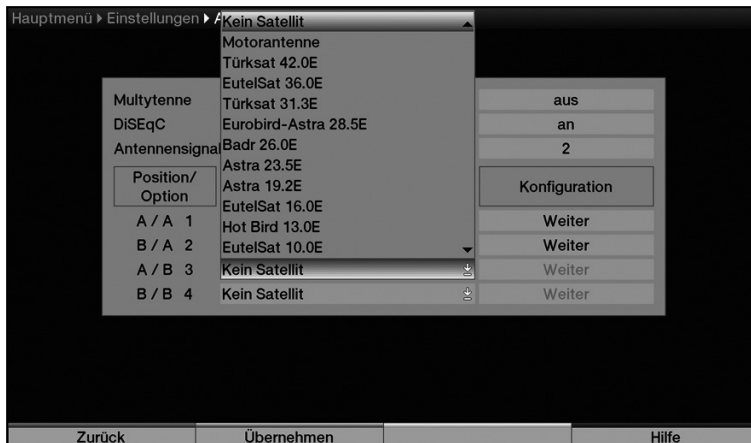 Hauptmenü ▸ Einstellungen ▸ A
Kein Satellit
Motorantenne
Türksat 42.0E
EutelSat 36.0E
Türksat 31.3E
Eurobird-Astra 28.5E
Badr 26.0E
Astra 23.5E
Astra 19.2E
EutelSat 16.0E
Hot Bird 13.0E
EutelSat 10.0E
Multytenne aus
DiSEqC an
Antennensignal 2
Position/
Option
Konfiguration
A / A 1 Weiter
B / A 2 Weiter
A / B 3 Kein Satellit Weiter
B / B 4 Kein Satellit Weiter
Zurück Übernehmen Hilfe